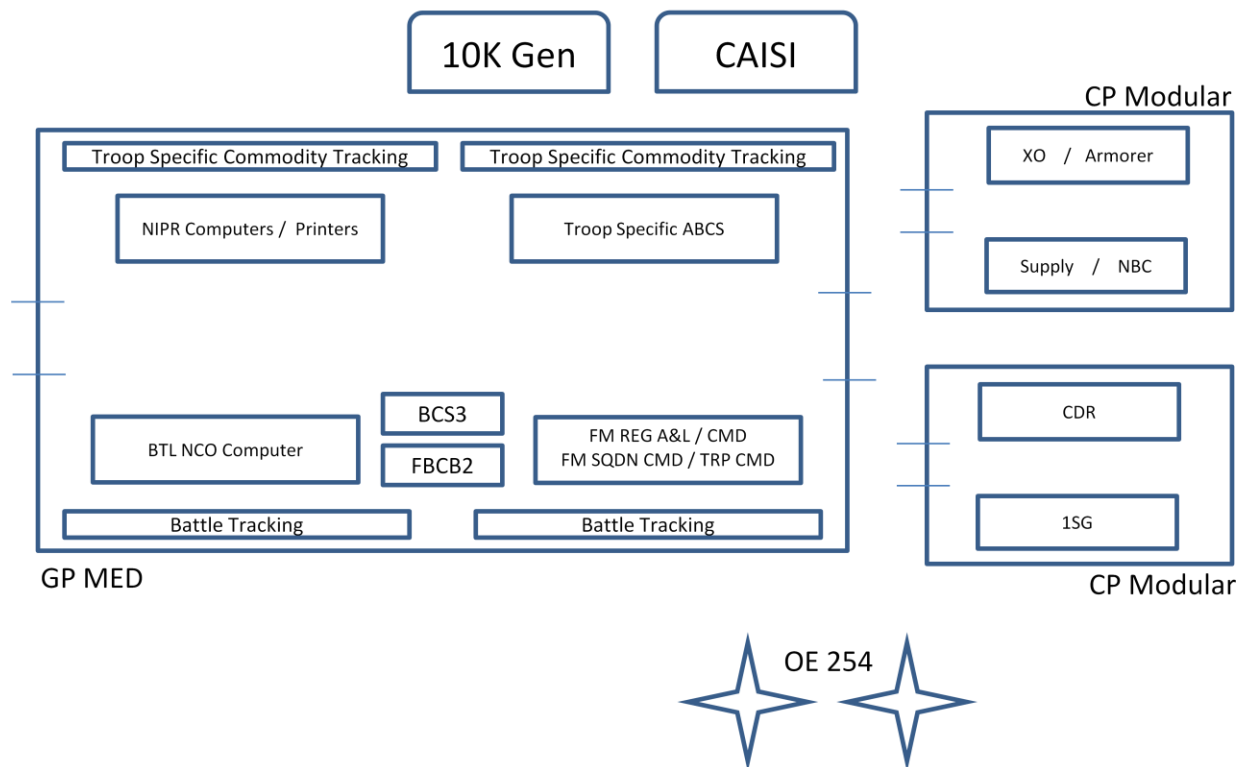 10K Gen
CAISI
CP Modular
Troop Specific Commodity Tracking
Troop Specific Commodity Tracking
XO / Armorer
NIPR Computers / Printers
Troop Specific ABCS
Supply / NBC
BCS3
FBCB2
BTL NCO Computer
FM REG A&L / CMD
FM SQDN CMD / TRP CMD
CDR
1SG
Battle Tracking
Battle Tracking
GP MED
CP Modular
OE 254